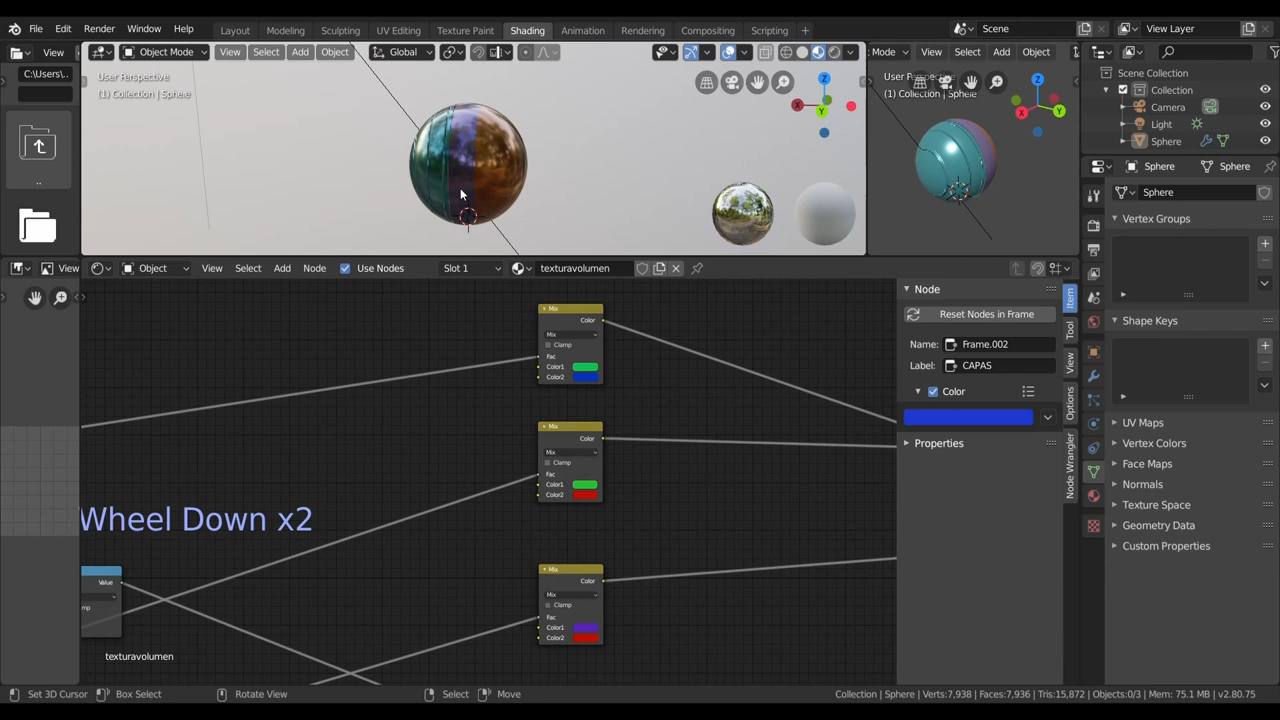 File Edit Render Window Help Layout Modeling Sculpting UV Editing Texture Paint Shading Animation Rendering Compositing Scripting + Scene View Layer
View Object Mode View Select Add Object Global Mode View Select Add Object
C:\Users\..
..
User Perspective
(1) Collection | Sphere
Z
X
Y
User Perspective
(1) Collection | Sphere
Z
X
Y
Scene Collection
Collection
Camera
Light
Sphere
Sphere Sphere
Sphere
Vertex Groups
Shape Keys
UV Maps
Vertex Colors
Face Maps
Normals
Texture Space
Geometry Data
Custom Properties
View Object View Select Add Node Use Nodes Slot 1 texturavolumen
Mix
Color
Mix
Clamp
Fac
Color1
Color2
Mix
Color
Mix
Clamp
Fac
Color1
Color2
Mix
Color
Mix
Clamp
Fac
Color1
Color2
Wheel Down x2
Value
mp
texturavolumen
Node
Reset Nodes in Frame
Name: Frame.002
Label: CAPAS
Color
Properties
Item
Tool
View
Options
Node Wrangler
Set 3D Cursor Box Select Rotate View Select Move Collection | Sphere | Verts:7,938 | Faces:7,936 | Tris:15,872 | Objects:0/3 | Mem: 75.1 MB | v2.80.75